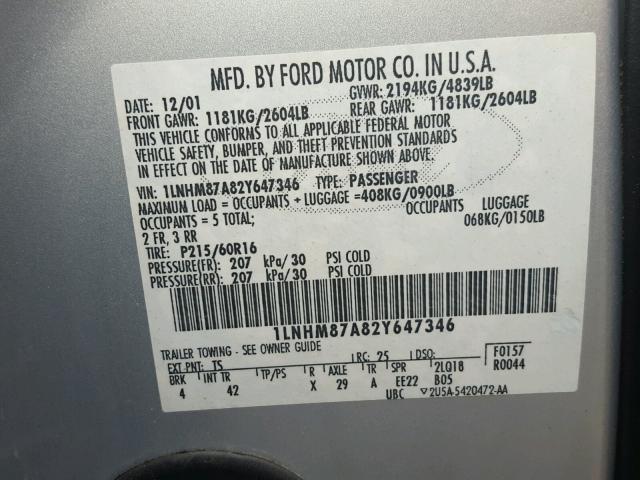 MFD. BY FORD MOTOR CO. IN U.S.A.
DATE: 12/01 GVWR: 2194KG/4839LB
FRONT GAWR: 1181KG/2604LB REAR GAWR: 1181KG/2604LB
THIS VEHICLE CONFORMS TO ALL APPLICABLE FEDERAL MOTOR
VEHICLE SAFETY, BUMPER, AND THEFT PREVENTION STANDARDS
IN EFFECT ON THE DATE OF MANUFACTURE SHOWN ABOVE.
VIN: 1LNHM87A82Y647346 TYPE: PASSENGER
MAXIMUM LOAD = OCCUPANTS + LUGGAGE =408KG/0900LB
OCCUPANTS = 5 TOTAL; OCCUPANTS LUGGAGE
2 FR, 3 RR 068KG/0150LB
TIRE: P215/60R16
PRESSURE(FR) 207 kPa/30 PSI COLD
PRESSURE(RR) 207 kPa/30 PSI COLD
1LNHM87A82Y647346
TRAILER TOWING - SEE OWNER GUIDE
EXT PNT: TS RC: 25 DSO: F0157
BRK INT TR TP/PS R AXLE TR SPR 2LQ18 R0044
4 42 X 29 A EE22 B05
UBC ▽2U5A-5420472-AA